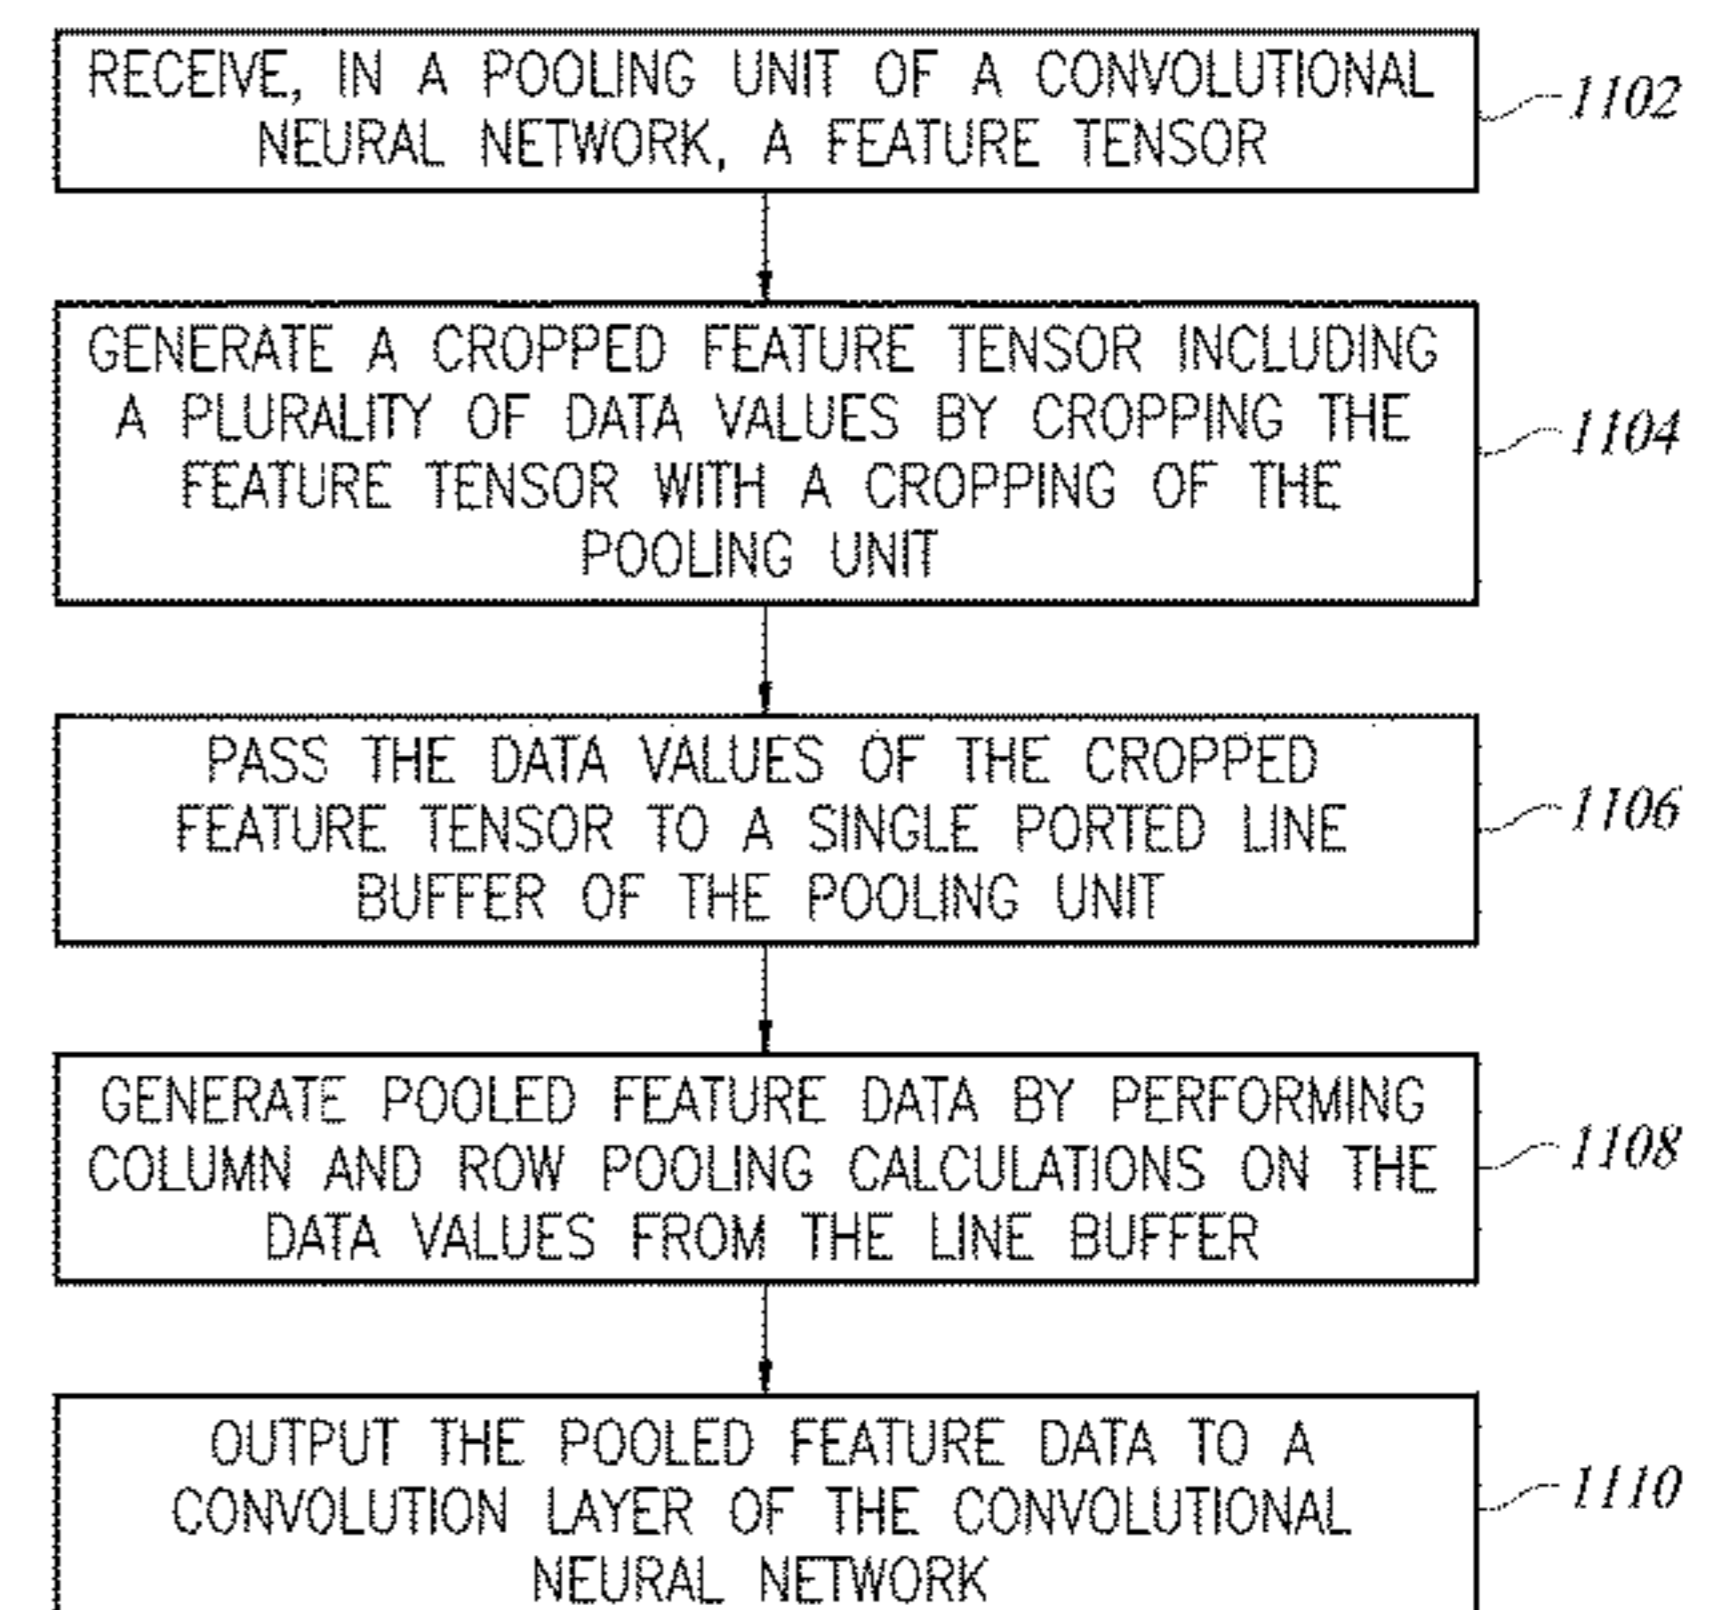 RECEIVE, IN A POOLING UNIT OF A CONVOLUTIONAL
NEURAL NETWORK, A FEATURE TENSOR
1102
GENERATE A CROPPED FEATURE TENSOR INCLUDING
A PLURALITY OF DATA VALUES BY CROPPING THE
FEATURE TENSOR WITH A CROPPING OF THE
POOLING UNIT
1104
PASS THE DATA VALUES OF THE CROPPED
FEATURE TENSOR TO A SINGLE PORTED LINE
BUFFER OF THE POOLING UNIT
1106
GENERATE POOLED FEATURE DATA BY PERFORMING
COLUMN AND ROW POOLING CALCULATIONS ON THE
DATA VALUES FROM THE LINE BUFFER
1108
OUTPUT THE POOLED FEATURE DATA TO A
CONVOLUTION LAYER OF THE CONVOLUTIONAL
NEURAL NETWORK
1110